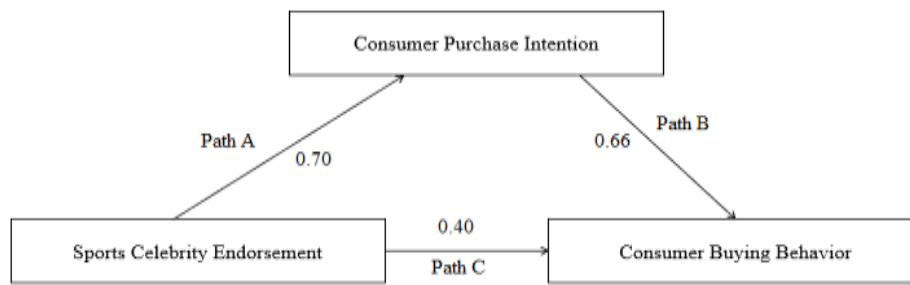 Consumer Purchase Intention
Path A
0.70
0.66
Path B
Sports Celebrity Endorsement
0.40
Path C
Consumer Buying Behavior